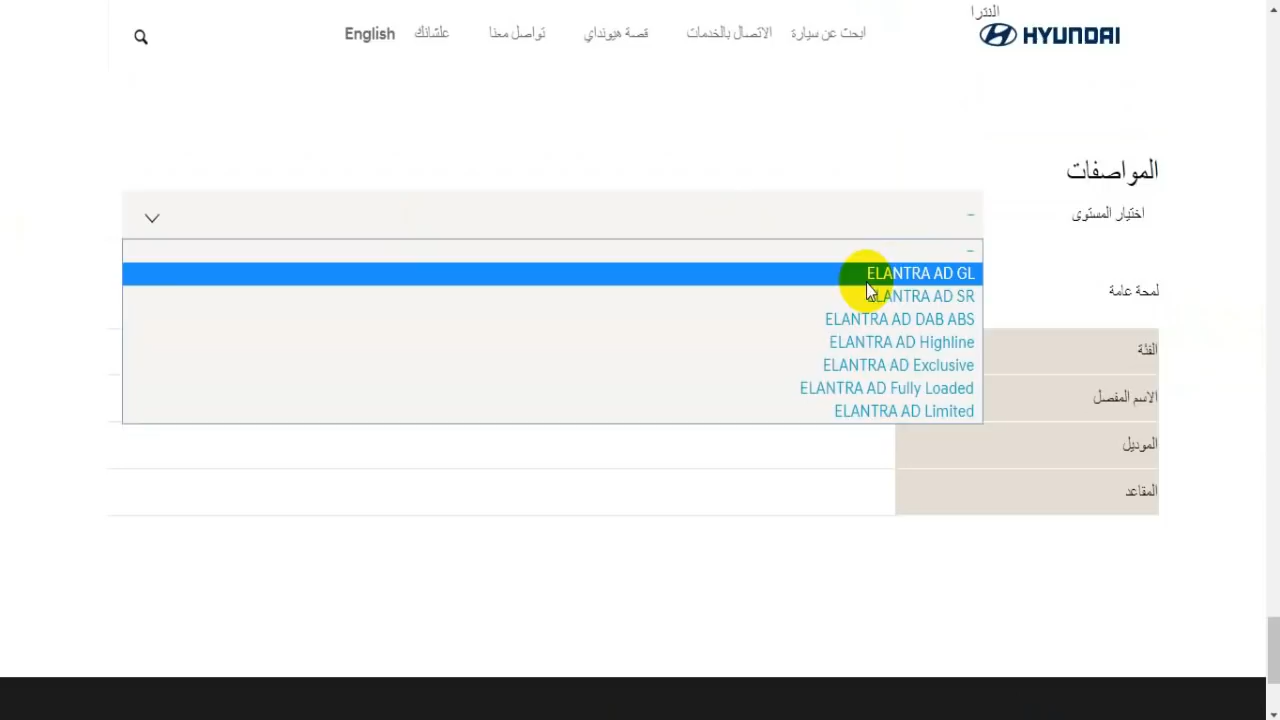 النترا
HYUNDAI
ابحث عن سيارة
الاتصال بالخدمات
قصة هيونداي
تواصل معنا
علشانك
English
المواصفات
اختيار المستوى
–
–
ELANTRA AD GL
ELANTRA AD SR
ELANTRA AD DAB ABS
ELANTRA AD Highline
ELANTRA AD Exclusive
ELANTRA AD Fully Loaded
ELANTRA AD Limited
لمحة عامة
الفئة
الاسم المفصل
الموديل
المقاعد